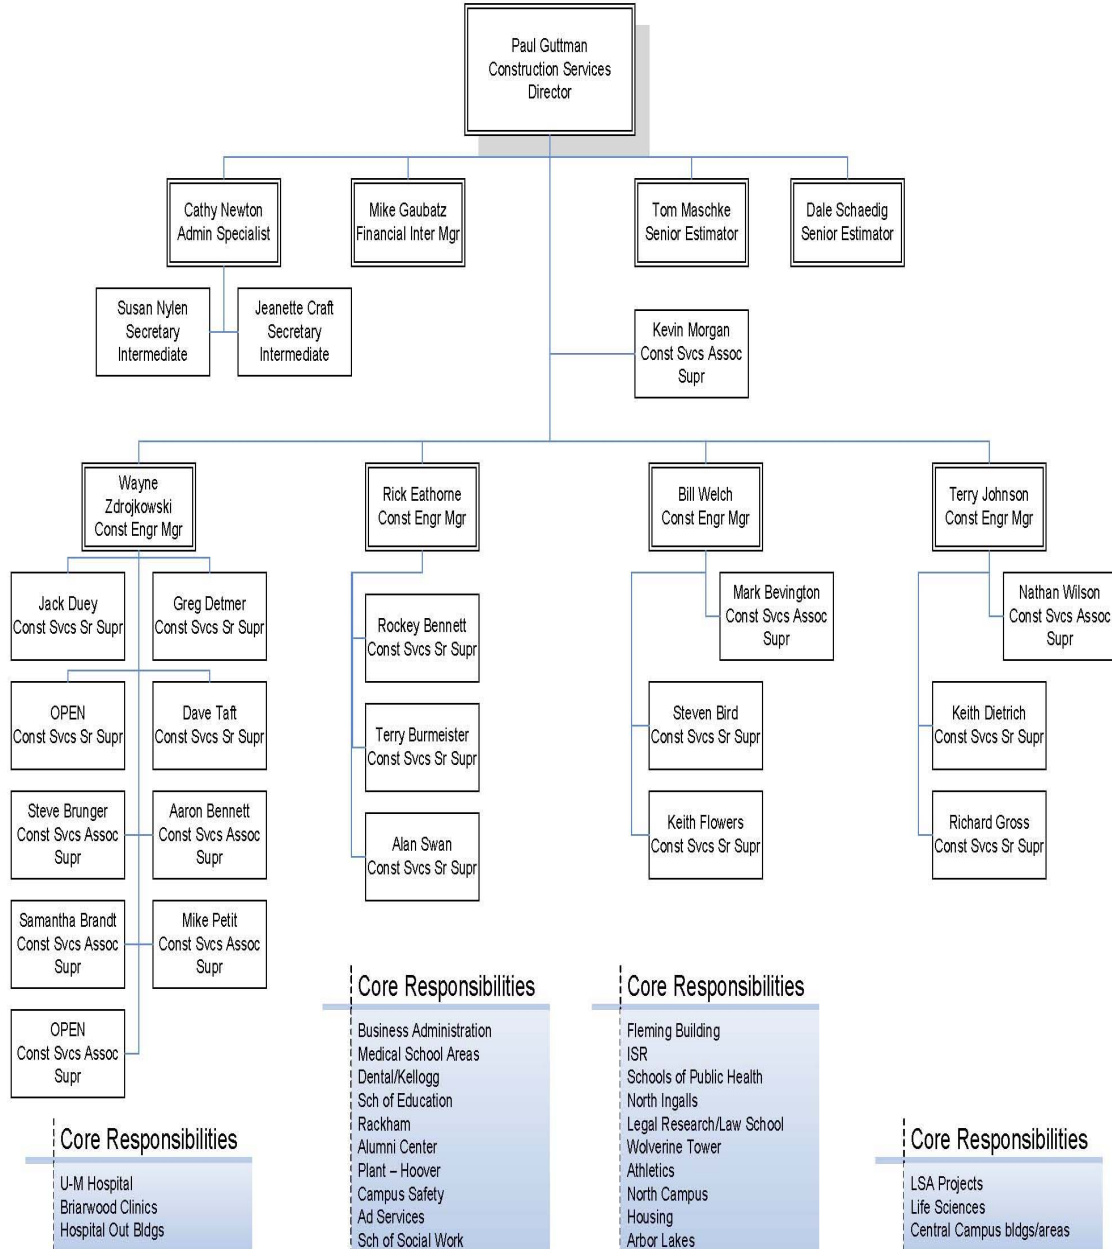 Paul Guttman
Construction Services
Director
Cathy Newton
Admin Specialist
Mike Gaubatz
Financial Inter Mgr
Tom Maschke
Senior Estimator
Dale Schaedig
Senior Estimator
Susan Nylen
Secretary
Intermediate
Jeanette Craft
Secretary
Intermediate
Kevin Morgan
Const Svcs Assoc
Supr
Wayne
Zdrojkowski
Const Engr Mgr
Rick Eathorne
Const Engr Mgr
Bill Welch
Const Engr Mgr
Terry Johnson
Const Engr Mgr
Jack Duey
Const Svcs Sr Supr
Greg Detmer
Const Svcs Sr Supr
OPEN
Const Svcs Sr Supr
Dave Taft
Const Svcs Sr Supr
Steve Brunger
Const Svcs Assoc
Supr
Aaron Bennett
Const Svcs Assoc
Supr
Samantha Brandt
Const Svcs Assoc
Supr
Mike Petit
Const Svcs Assoc
Supr
OPEN
Const Svcs Assoc
Supr
Rockey Bennett
Const Svcs Sr Supr
Terry Burmeister
Const Svcs Sr Supr
Alan Swan
Const Svcs Sr Supr
Mark Bevington
Const Svcs Assoc
Supr
Steven Bird
Const Svcs Sr Supr
Keith Flowers
Const Svcs Sr Supr
Nathan Wilson
Const Svcs Assoc
Supr
Keith Dietrich
Const Svcs Sr Supr
Richard Gross
Const Svcs Sr Supr
Core Responsibilities
U-M Hospital
Briarwood Clinics
Hospital Out Bldgs
Core Responsibilities
Business Administration
Medical School Areas
Dental/Kellogg
Sch of Education
Rackham
Alumni Center
Plant – Hoover
Campus Safety
Ad Services
Sch of Social Work
Core Responsibilities
Fleming Building
ISR
Schools of Public Health
North Ingalls
Legal Research/Law School
Wolverine Tower
Athletics
North Campus
Housing
Arbor Lakes
Core Responsibilities
LSA Projects
Life Sciences
Central Campus bldgs/areas